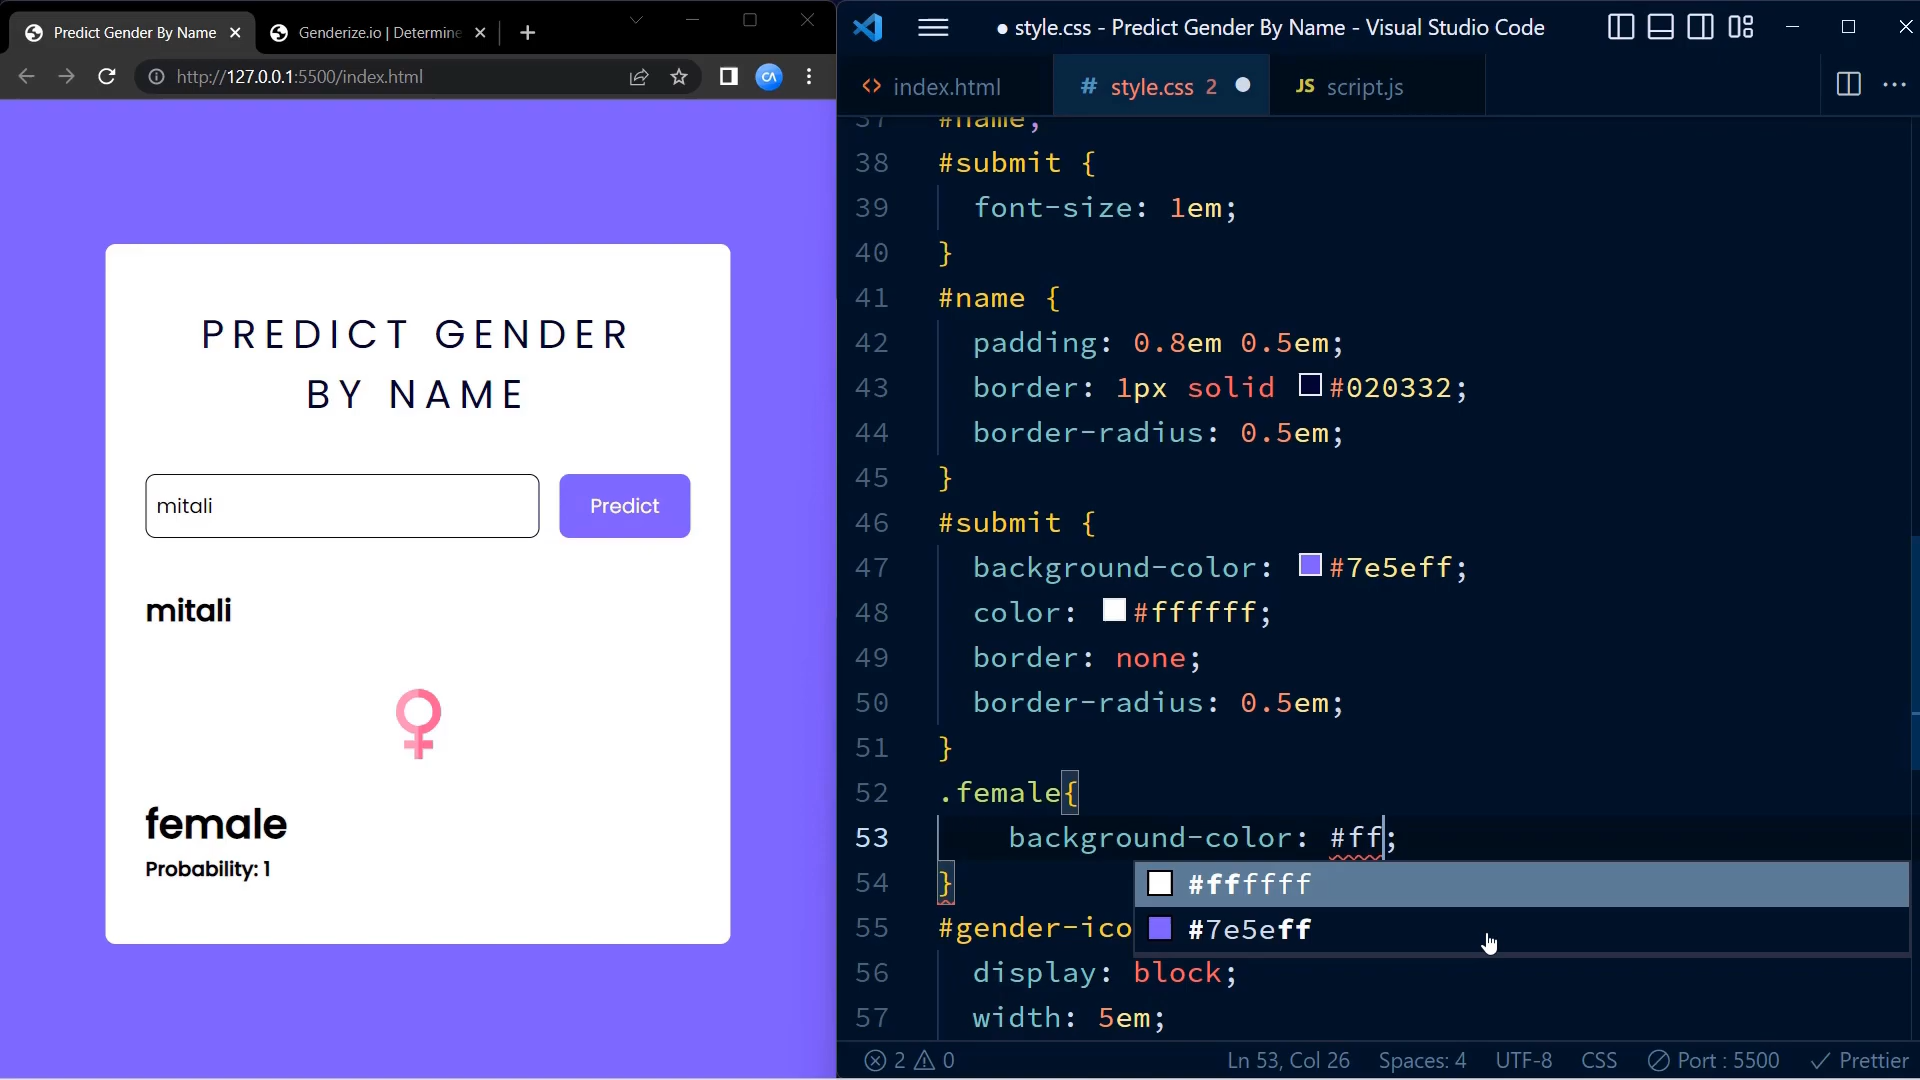 Predict Gender By Name
Genderize.io | Determine
http://127.0.0.1:5500/index.html
CA
PREDICT GENDER
BY NAME
mitali
Predict
mitali
female
Probability: 1
● style.css - Predict Gender By Name - Visual Studio Code
<> index.html
# style.css 2
JS script.js
37 #name,
38 #submit {
39 font-size: 1em;
40 }
41 #name {
42 padding: 0.8em 0.5em;
43 border: 1px solid #020332;
44 border-radius: 0.5em;
45 }
46 #submit {
47 background-color: #7e5eff;
48 color: #ffffff;
49 border: none;
50 border-radius: 0.5em;
51 }
52 .female{
53 background-color: #ff;
54 }
#ffffff
55 #gender-ico
#7e5eff
56 display: block;
57 width: 5em;
2 0 Ln 53, Col 26 Spaces: 4 UTF-8 CSS Port : 5500 Prettier